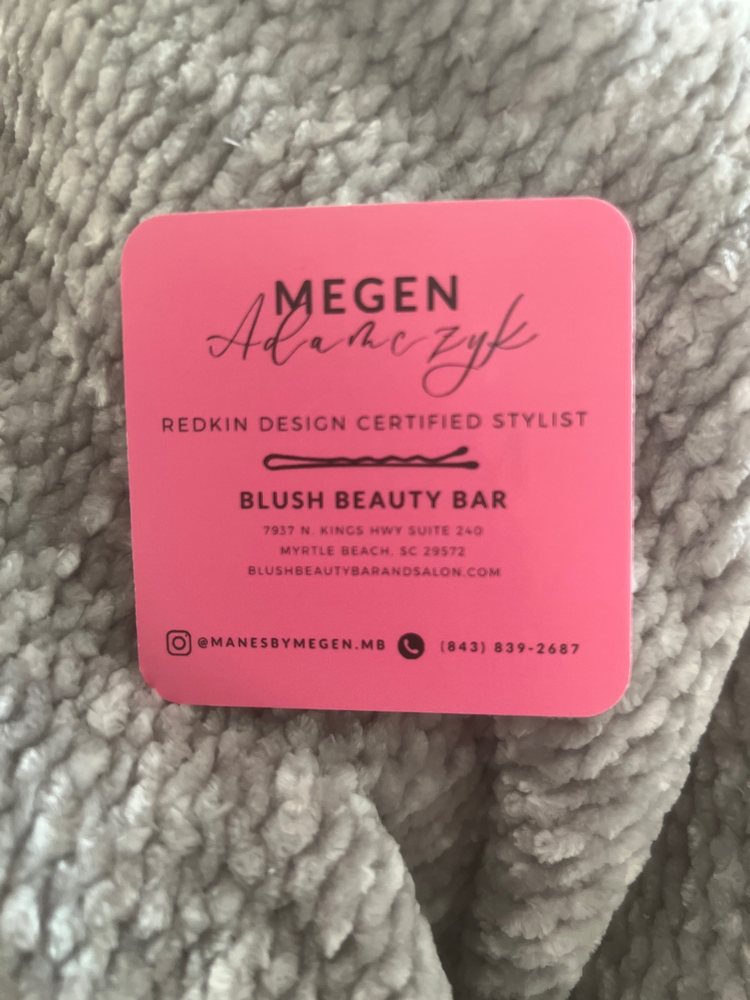 MEGEN
Adamczyk
REDKIN DESIGN CERTIFIED STYLIST
BLUSH BEAUTY BAR
7937 N. KINGS HWY SUITE 240
MYRTLE BEACH, SC 29572
BLUSHBEAUTYBARANDSALON.COM
@MANESBYMEGEN.MB (843) 839-2687